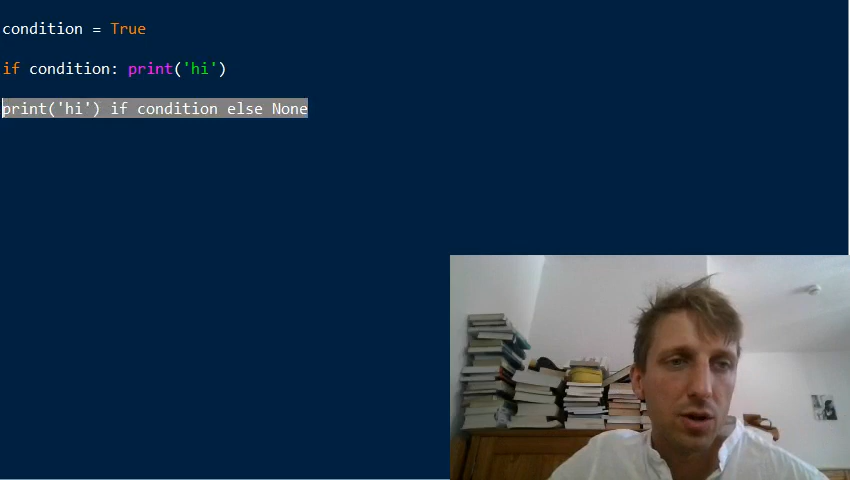 condition = True
if condition: print('hi')
print('hi') if condition else None